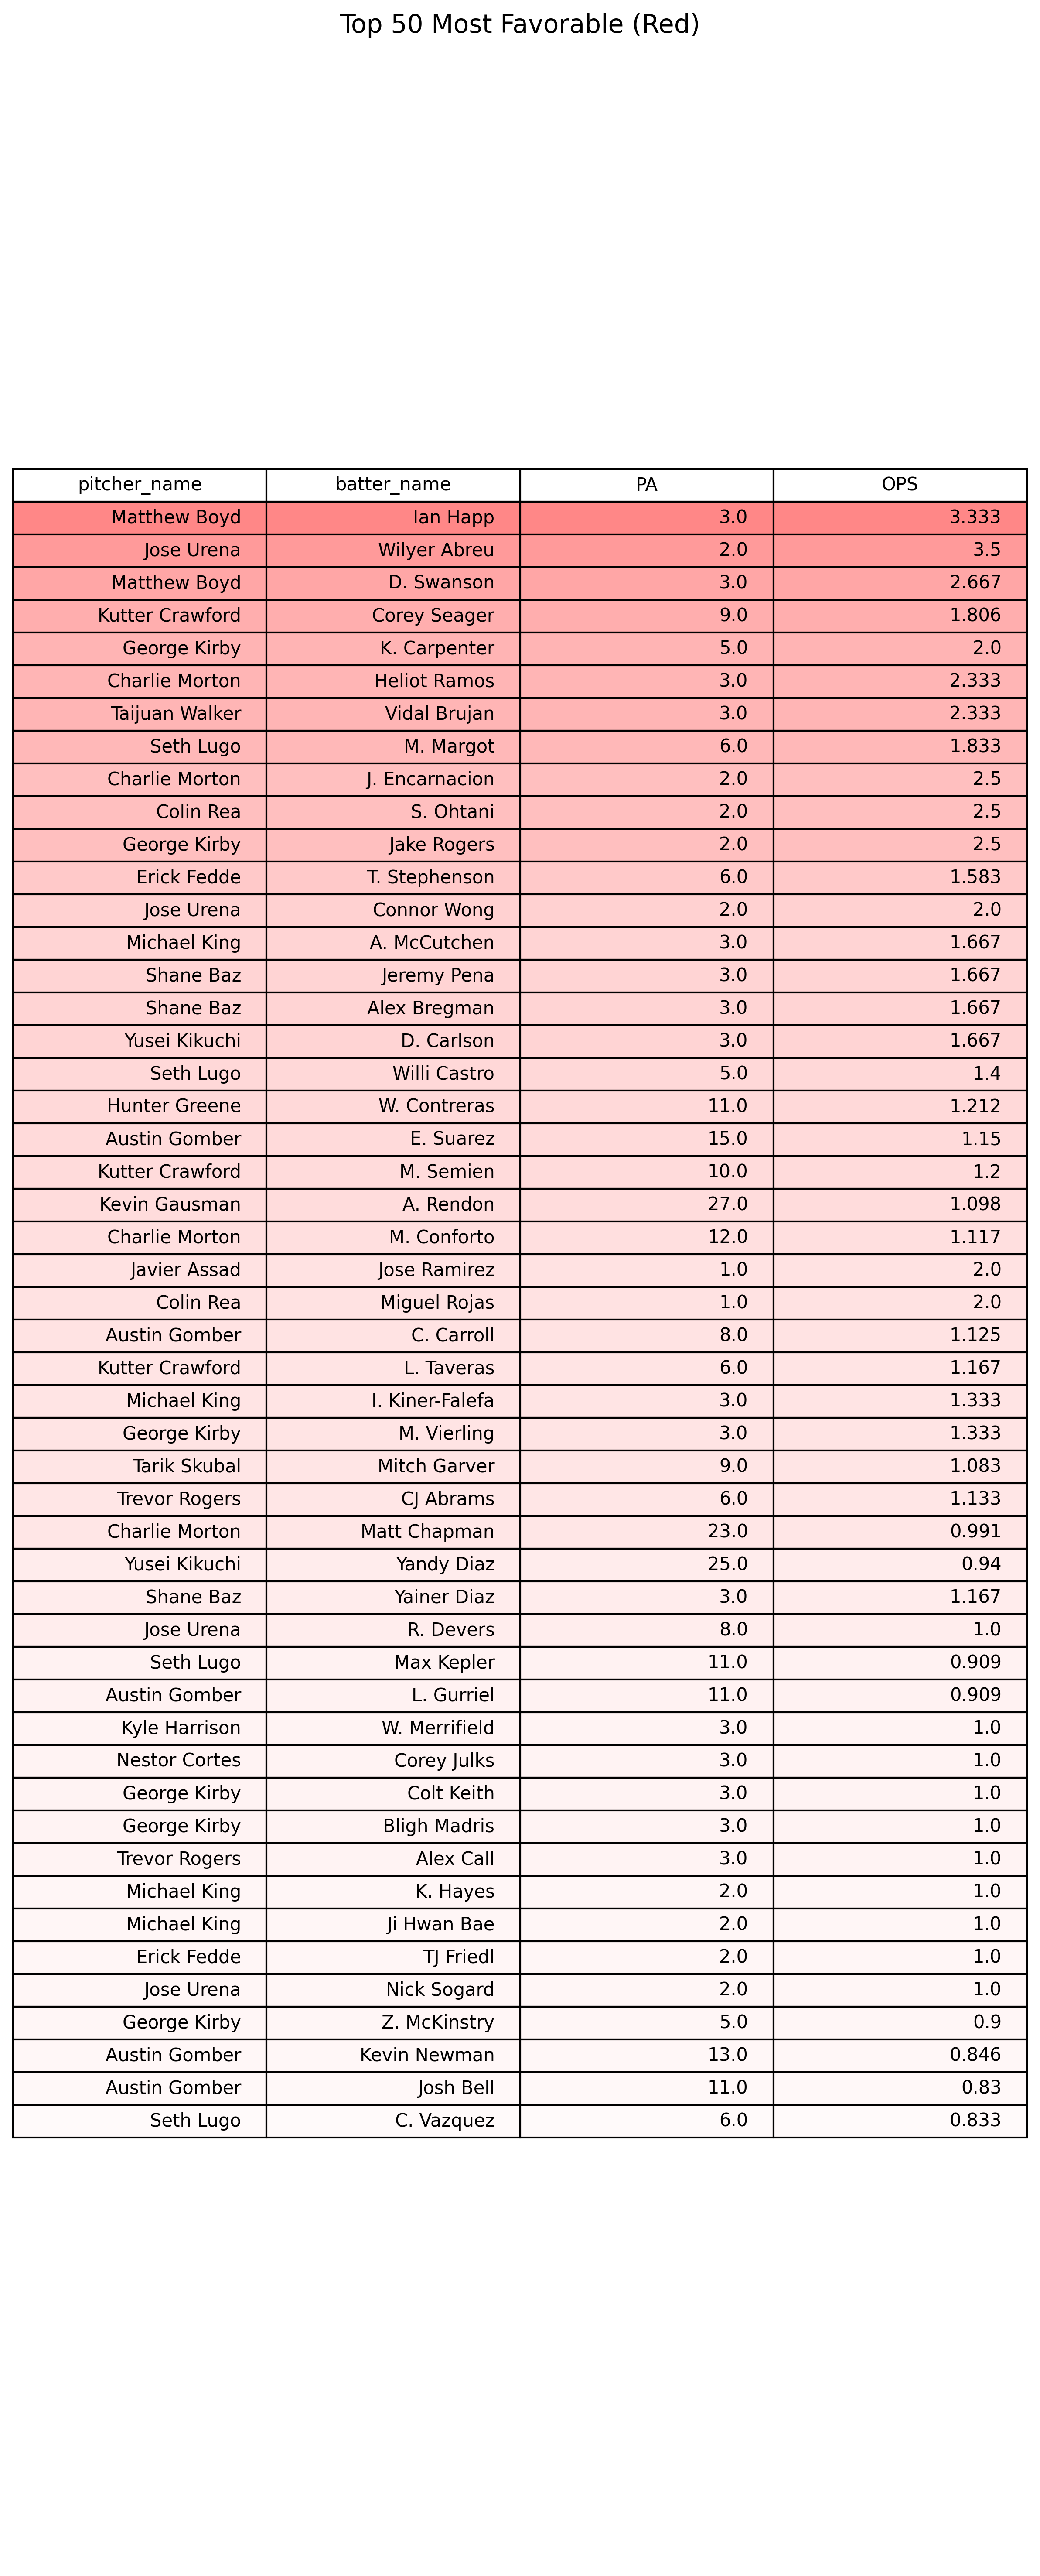 Top 50 Most Favorable (Red)
pitcher_name batter_name PA OPS
Matthew Boyd Ian Happ 3.0 3.333
Jose Urena Wilyer Abreu 2.0 3.5
Matthew Boyd D. Swanson 3.0 2.667
Kutter Crawford Corey Seager 9.0 1.806
George Kirby K. Carpenter 5.0 2.0
Charlie Morton Heliot Ramos 3.0 2.333
Taijuan Walker Vidal Brujan 3.0 2.333
Seth Lugo M. Margot 6.0 1.833
Charlie Morton J. Encarnacion 2.0 2.5
Colin Rea S. Ohtani 2.0 2.5
George Kirby Jake Rogers 2.0 2.5
Erick Fedde T. Stephenson 6.0 1.583
Jose Urena Connor Wong 2.0 2.0
Michael King A. McCutchen 3.0 1.667
Shane Baz Jeremy Pena 3.0 1.667
Shane Baz Alex Bregman 3.0 1.667
Yusei Kikuchi D. Carlson 3.0 1.667
Seth Lugo Willi Castro 5.0 1.4
Hunter Greene W. Contreras 11.0 1.212
Austin Gomber E. Suarez 15.0 1.15
Kutter Crawford M. Semien 10.0 1.2
Kevin Gausman A. Rendon 27.0 1.098
Charlie Morton M. Conforto 12.0 1.117
Javier Assad Jose Ramirez 1.0 2.0
Colin Rea Miguel Rojas 1.0 2.0
Austin Gomber C. Carroll 8.0 1.125
Kutter Crawford L. Taveras 6.0 1.167
Michael King I. Kiner-Falefa 3.0 1.333
George Kirby M. Vierling 3.0 1.333
Tarik Skubal Mitch Garver 9.0 1.083
Trevor Rogers CJ Abrams 6.0 1.133
Charlie Morton Matt Chapman 23.0 0.991
Yusei Kikuchi Yandy Diaz 25.0 0.94
Shane Baz Yainer Diaz 3.0 1.167
Jose Urena R. Devers 8.0 1.0
Seth Lugo Max Kepler 11.0 0.909
Austin Gomber L. Gurriel 11.0 0.909
Kyle Harrison W. Merrifield 3.0 1.0
Nestor Cortes Corey Julks 3.0 1.0
George Kirby Colt Keith 3.0 1.0
George Kirby Bligh Madris 3.0 1.0
Trevor Rogers Alex Call 3.0 1.0
Michael King K. Hayes 2.0 1.0
Michael King Ji Hwan Bae 2.0 1.0
Erick Fedde TJ Friedl 2.0 1.0
Jose Urena Nick Sogard 2.0 1.0
George Kirby Z. McKinstry 5.0 0.9
Austin Gomber Kevin Newman 13.0 0.846
Austin Gomber Josh Bell 11.0 0.83
Seth Lugo C. Vazquez 6.0 0.833